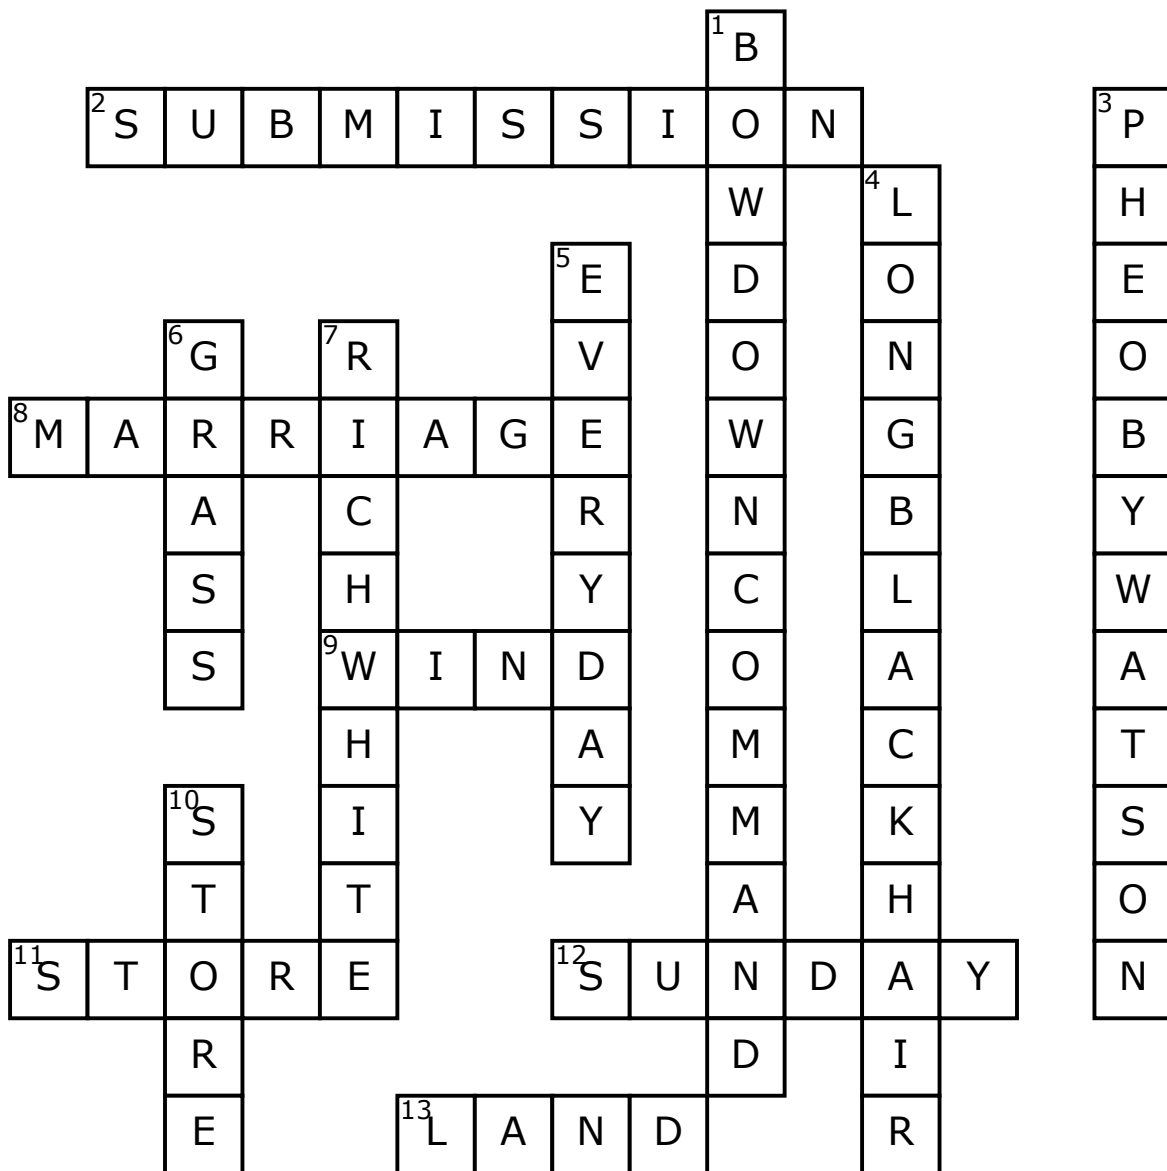 1 B
2 S U B M I S S I O N 3 P
W 4 L H
5 E D O E
6 G 7 R V O N O
8 M A R R I A G E W G B
A C R N B Y
S H Y C L W
S 9 W I N D O A A
H A M C T
10 S I Y M K S
T T A H O
11 S T O R E 12 S U N D A Y N
R D I
E 13 L A N D R